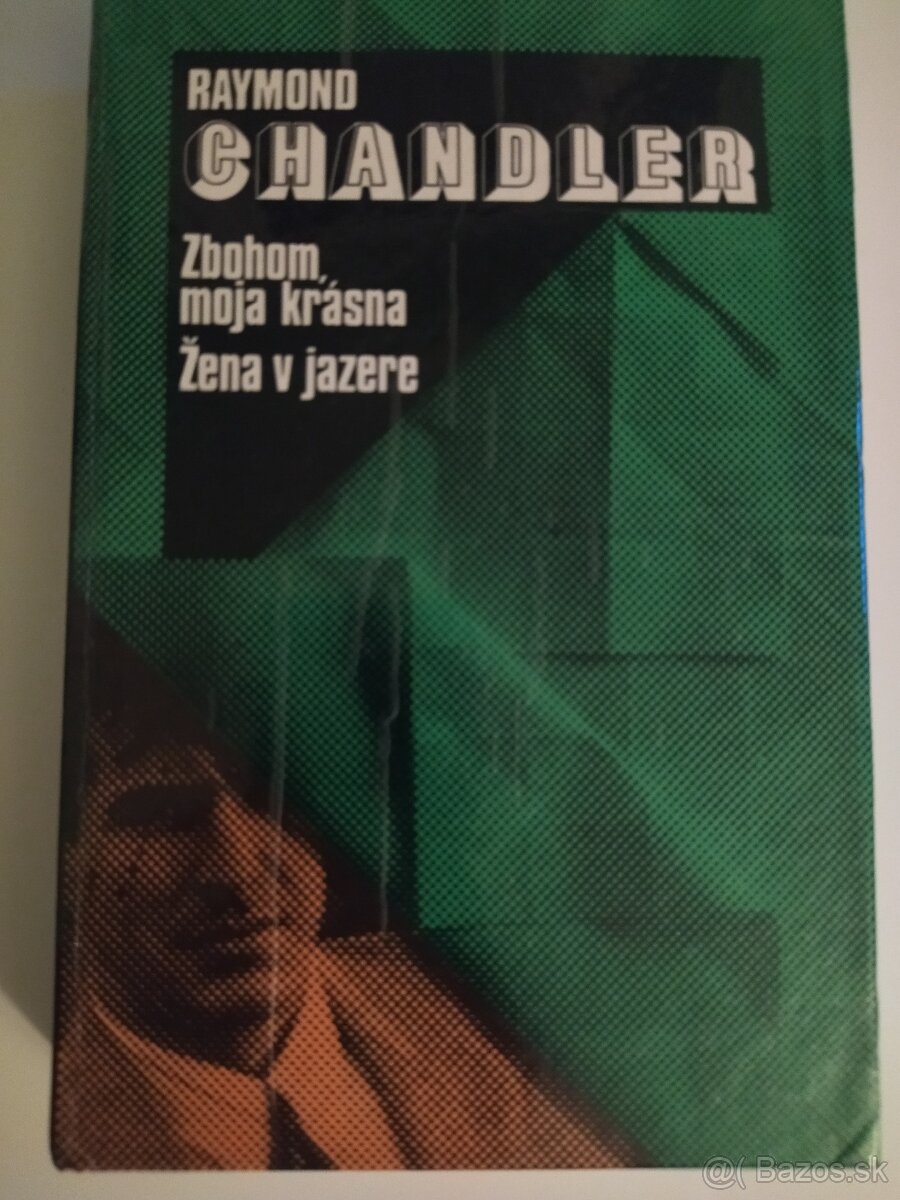 RAYMOND
CHANDLER
Zbohom,
moja krásna
Žena v jazere
@( Bazos.sk